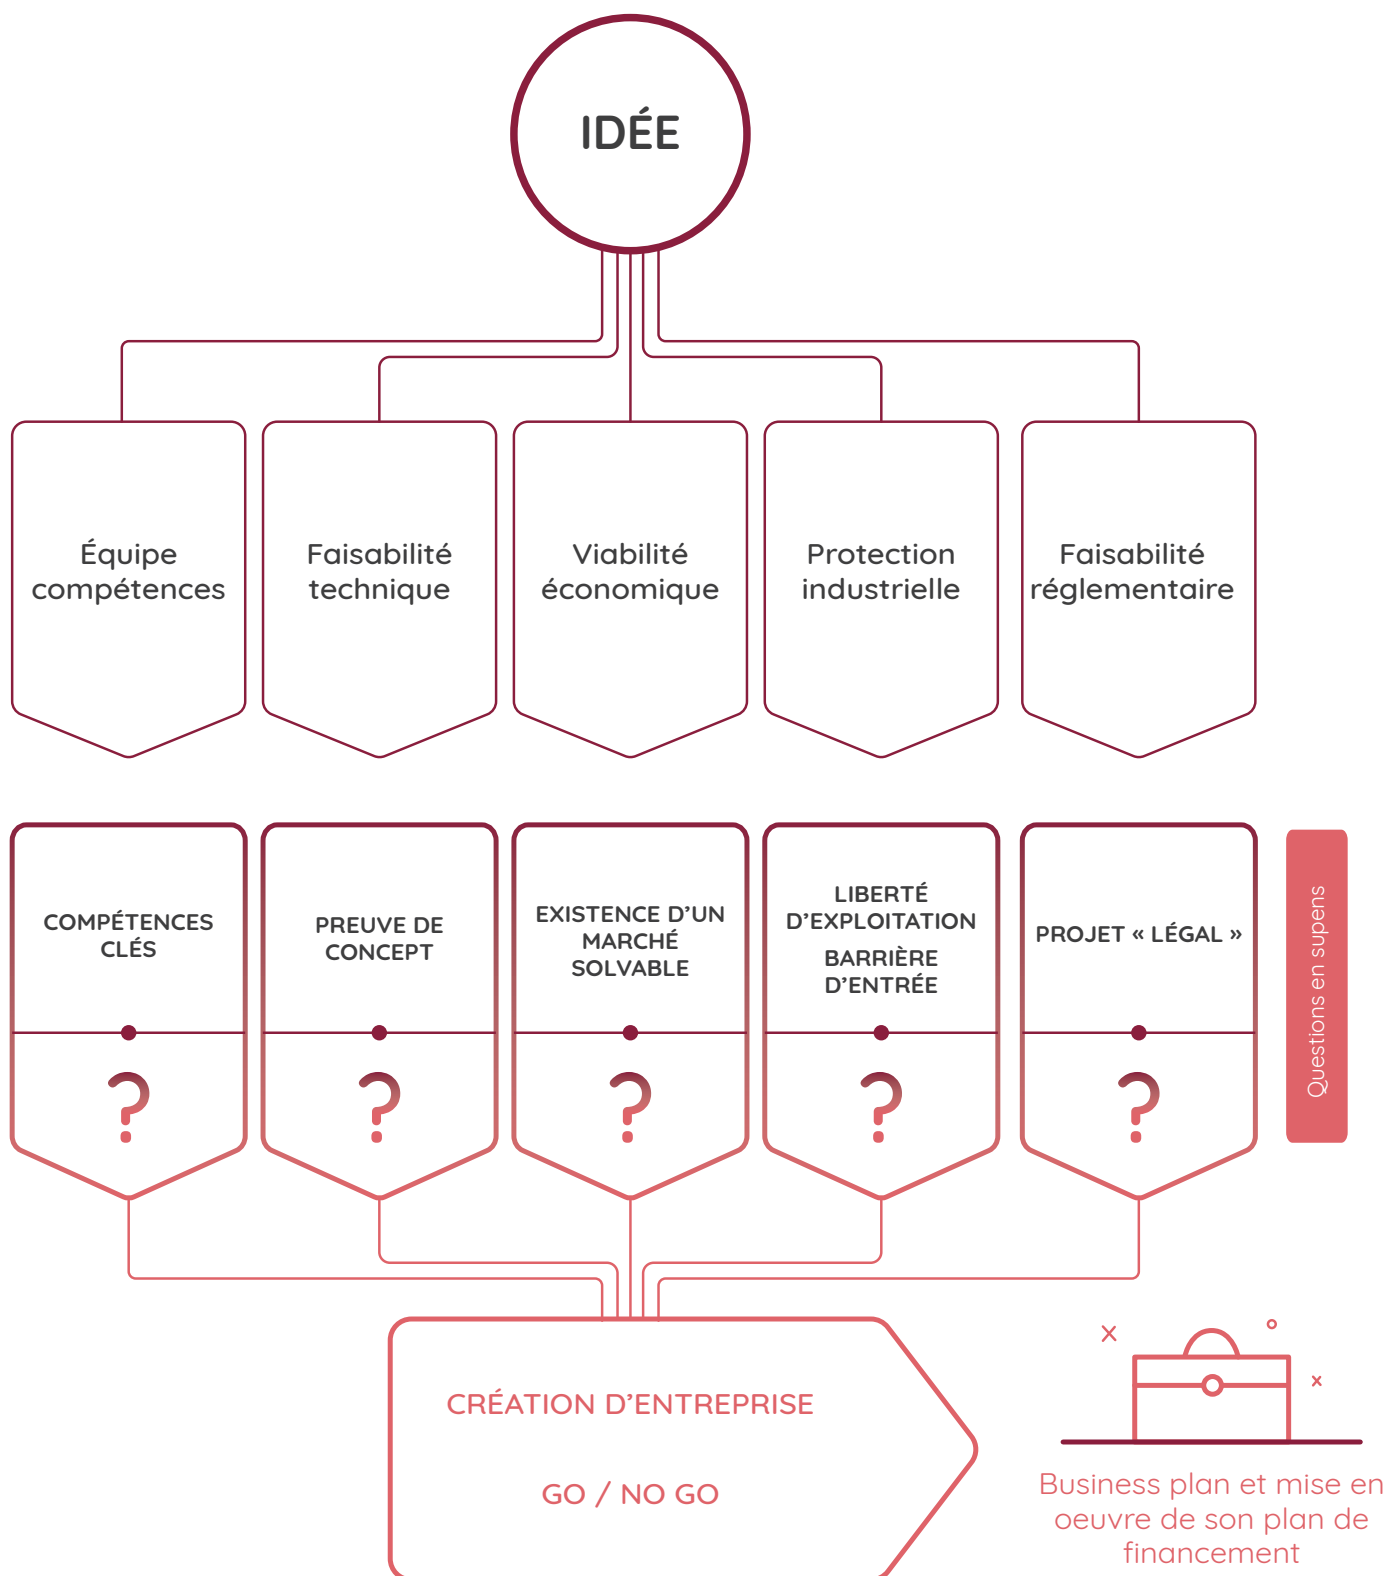 IDÉE
Équipe
compétences
Faisabilité
technique
Viabilité
économique
Protection
industrielle
Faisabilité
réglementaire
COMPÉTENCES
CLÉS
?
PREUVE DE
CONCEPT
?
EXISTENCE D’UN
MARCHÉ
SOLVABLE
?
LIBERTÉ
D’EXPLOITATION
BARRIÈRE
D’ENTRÉE
?
PROJET « LÉGAL »
?
Questions en supens
CRÉATION D’ENTREPRISE
GO / NO GO
Business plan et mise en
oeuvre de son plan de
financement